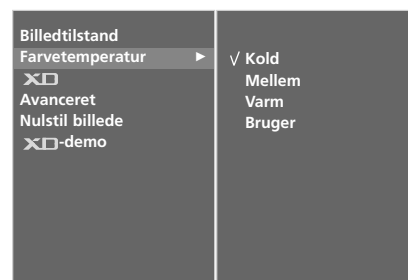 Billedtilstand
Farvetemperatur ►
XD
Avanceret
Nulstil billede
XD-demo
√ Kold
Mellem
Varm
Bruger